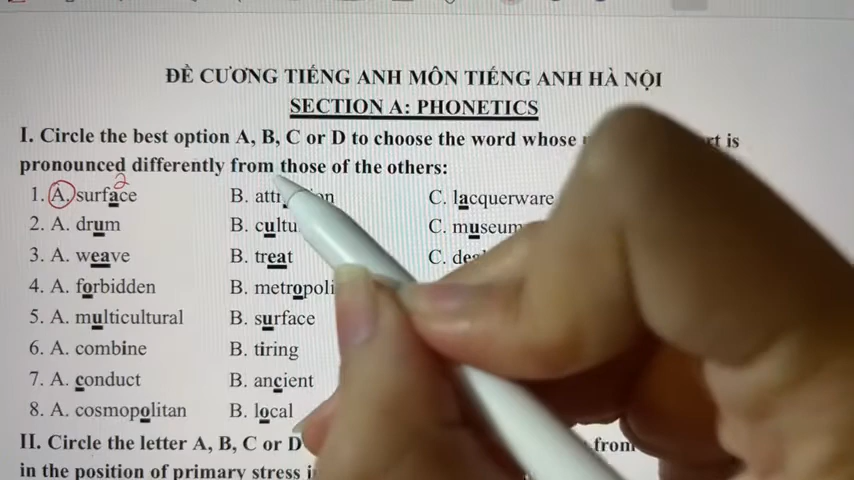 ĐỀ CƯƠNG TIẾNG ANH MÔN TIẾNG ANH HÀ NỘI
SECTION A: PHONETICS
I. Circle the best option A, B, C or D to choose the word whose is
pronounced differently from those of the others:
2
1. A. surface B. C. lacquerware
2. A. drum B. C. museum
3. A. weave B. treat C.
4. A. forbidden B.
5. A. multicultural B. surface
6. A. combine B. tiring
7. A. conduct B. ancient
8. A. cosmopolitan B. local
II. Circle the letter A, B, C or D from
in the position of primary stress